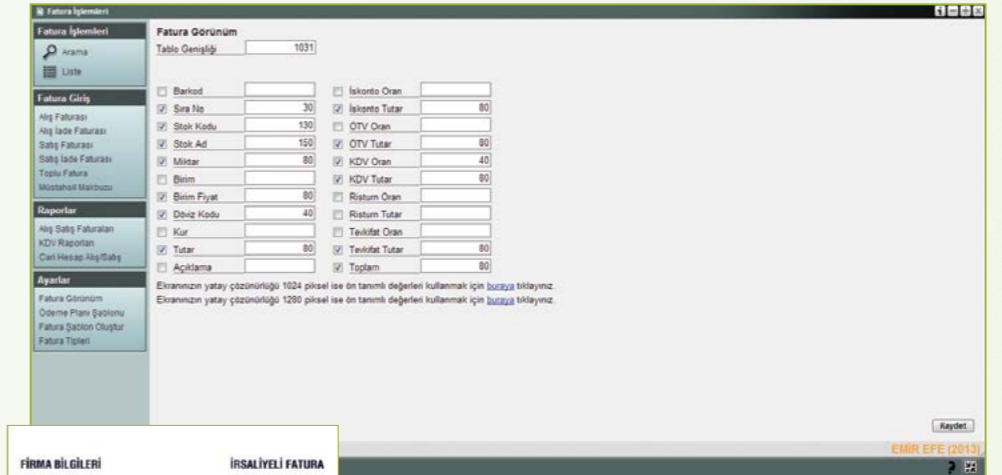 Fatura İşlemleri
Fatura İşlemleri
Arama
Liste
Fatura Giriş
Alış Faturası
Alış İade Faturası
Satış Faturası
Satış İade Faturası
Toplu Fatura
Müstahsil Makbuzu
Raporlar
Alış Satış Faturaları
KDV Raporları
Cari Hesap Alış/Satış
Ayarlar
Fatura Görünüm
Ödeme Planı Şablonu
Fatura Şablon Oluştur
Fatura Tipleri
Fatura Görünüm
Tablo Genişliği 1031
Barkod
Sıra No 30
Stok Kodu 130
Stok Ad 150
Miktar 80
Birim
Birim Fiyat 80
Döviz Kodu 40
Kur
Tutar 80
Açıklama
İskonto Oran
İskonto Tutar 80
ÖTV Oran
ÖTV Tutar 80
KDV Oran 40
KDV Tutar 80
Risturn Oran
Risturn Tutar
Tevkifat Oran
Tevkifat Tutar 80
Toplam 80
Ekranınızın yatay çözünürlüğü 1024 piksel ise ön tanımlı değerleri kullanmak için buraya tıklayınız.
Ekranınızın yatay çözünürlüğü 1280 piksel ise ön tanımlı değerleri kullanmak için buraya tıklayınız.
Kaydet
EMİR EFE (2013)
FİRMA BİLGİLERİ İRSALİYELİ FATURA